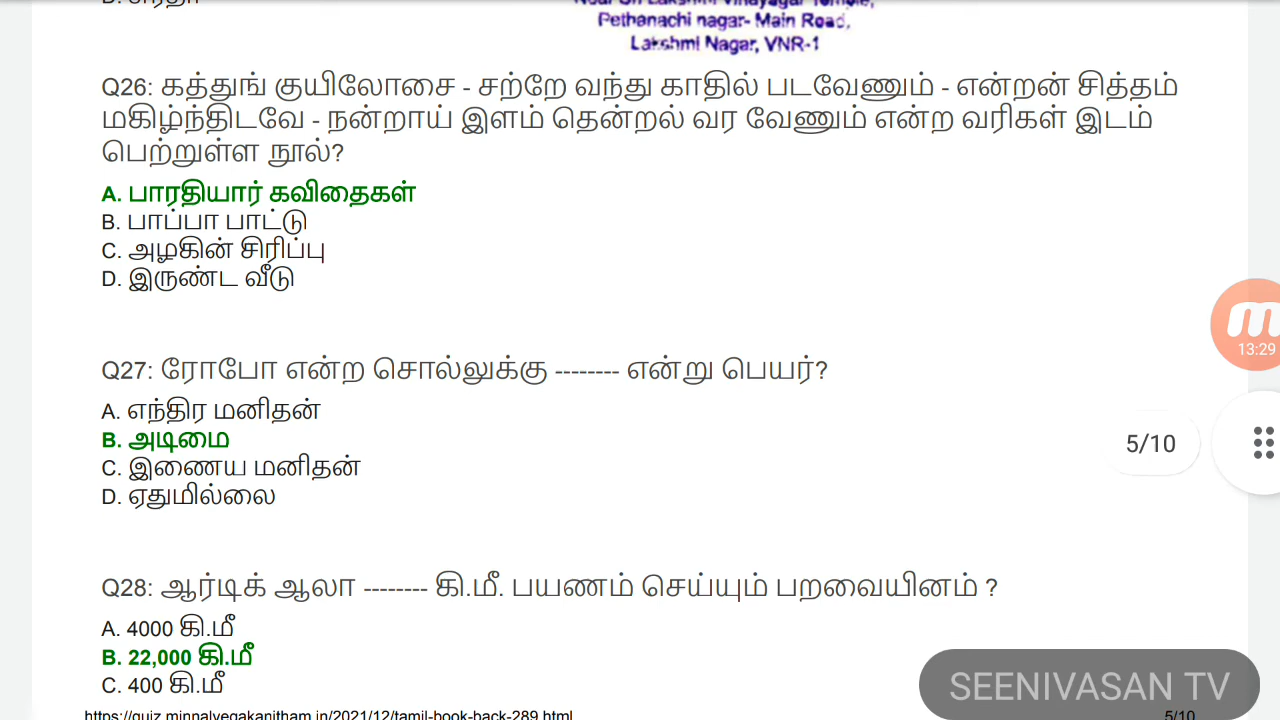 Pethanachi nagar- Main Road,
Lakshmi Nagar, VNR-1
Q26: கத்துங் குயிலோசை - சற்றே வந்து காதில் படவேணும் - என்றன் சித்தம்
மகிழ்ந்திடவே - நன்றாய் இளம் தென்றல் வர வேணும் என்ற வரிகள் இடம்
பெற்றுள்ள நூல்?
A. பாரதியார் கவிதைகள்
B. பாப்பா பாட்டு
C. அழகின் சிரிப்பு
D. இருண்ட வீடு
13:29
Q27: ரோபோ என்ற சொல்லுக்கு -------- என்று பெயர்?
A. எந்திர மனிதன்
B. அடிமை
C. இணைய மனிதன்
D. ஏதுமில்லை
5/10
Q28: ஆர்டிக் ஆலா -------- கி.மீ. பயணம் செய்யும் பறவையினம் ?
A. 4000 கி.மீ
B. 22,000 கி.மீ
C. 400 கி.மீ
SEENIVASAN TV
https://quiz.minnalvegakanitham.in/2021/12/tamil-book-back-289.html
5/10